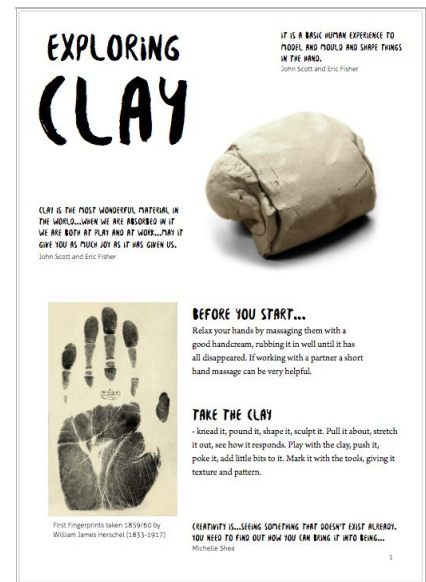 EXPLORING
CLAY
IT IS A BASIC HUMAN EXPERIENCE TO
MODEL AND MOULD AND SHAPE THINGS
IN THE HAND.
John Scott and Eric Fisher
CLAY IS THE MOST WONDERFUL MATERIAL IN
THE WORLD...WHEN WE ARE ABSORBED IN IT
WE ARE BOTH AT PLAY AND AT WORK...MAY IT
GIVE YOU AS MUCH JOY AS IT HAS GIVEN US.
John Scott and Eric Fisher
BEFORE YOU START...
Relax your hands by massaging them with a
good handcream, rubbing it in well until it has
all disappeared. If working with a partner a short
hand massage can be very helpful.
TAKE THE CLAY
- knead it, pound it, shape it, sculpt it. Pull it about, stretch
it out, see how it responds. Play with the clay, push it,
poke it, add little bits to it. Mark it with the tools, giving it
texture and pattern.
First Fingerprints taken 1859/60 by
William James Herschel (1833-1917)
CREATIVITY IS...SEEING SOMETHING THAT DOESN'T EXIST ALREADY.
YOU NEED TO FIND OUT HOW YOU CAN BRING IT INTO BEING...
Michelle Shea
1